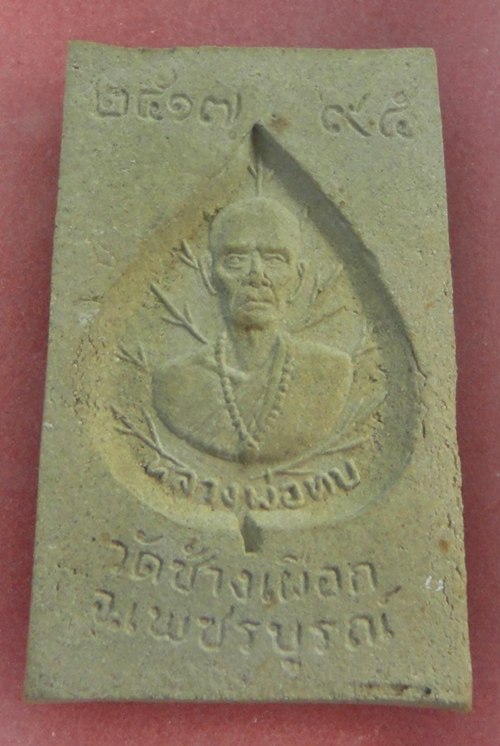 ๒๕๑๗ ๙๕
หลวงพ่อทบ
วัดช้างเผือก
จ.เพชรบูรณ์